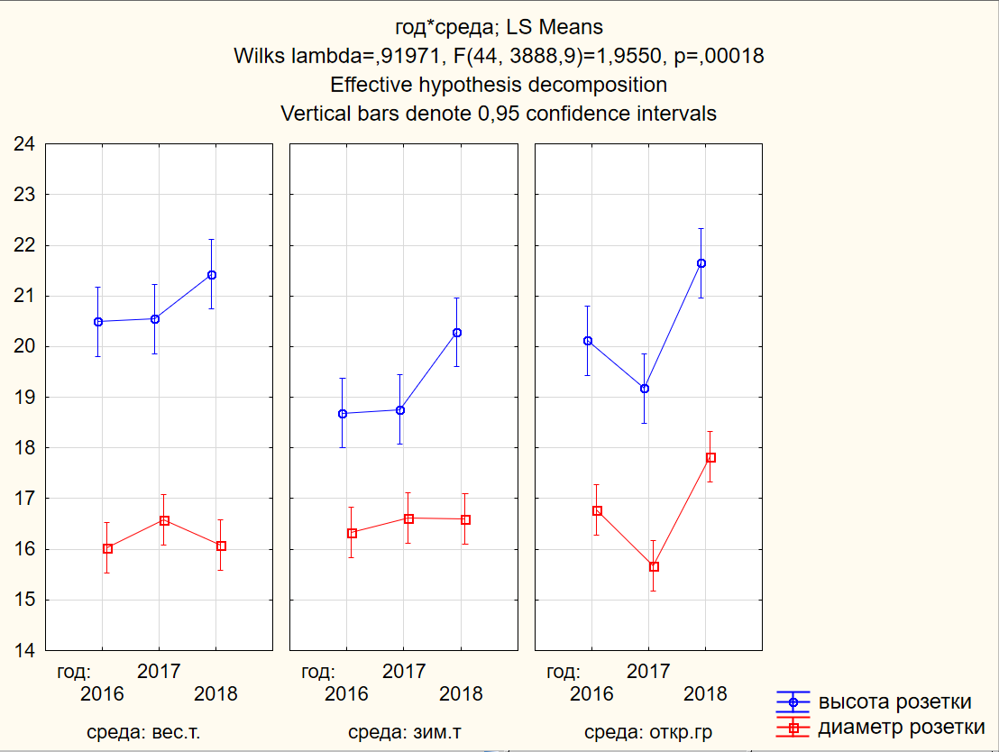 год*среда; LS Means
Wilks lambda=,91971, F(44, 3888,9)=1,9550, p=,00018
Effective hypothesis decomposition
Vertical bars denote 0,95 confidence intervals
24
23
22
21
20
19
18
17
16
15
14
год: 2017 год: 2017 год: 2017
2016 2018 2016 2018 2016 2018
среда: вес.т. среда: зим.т среда: откр.гр
высота розетки
диаметр розетки